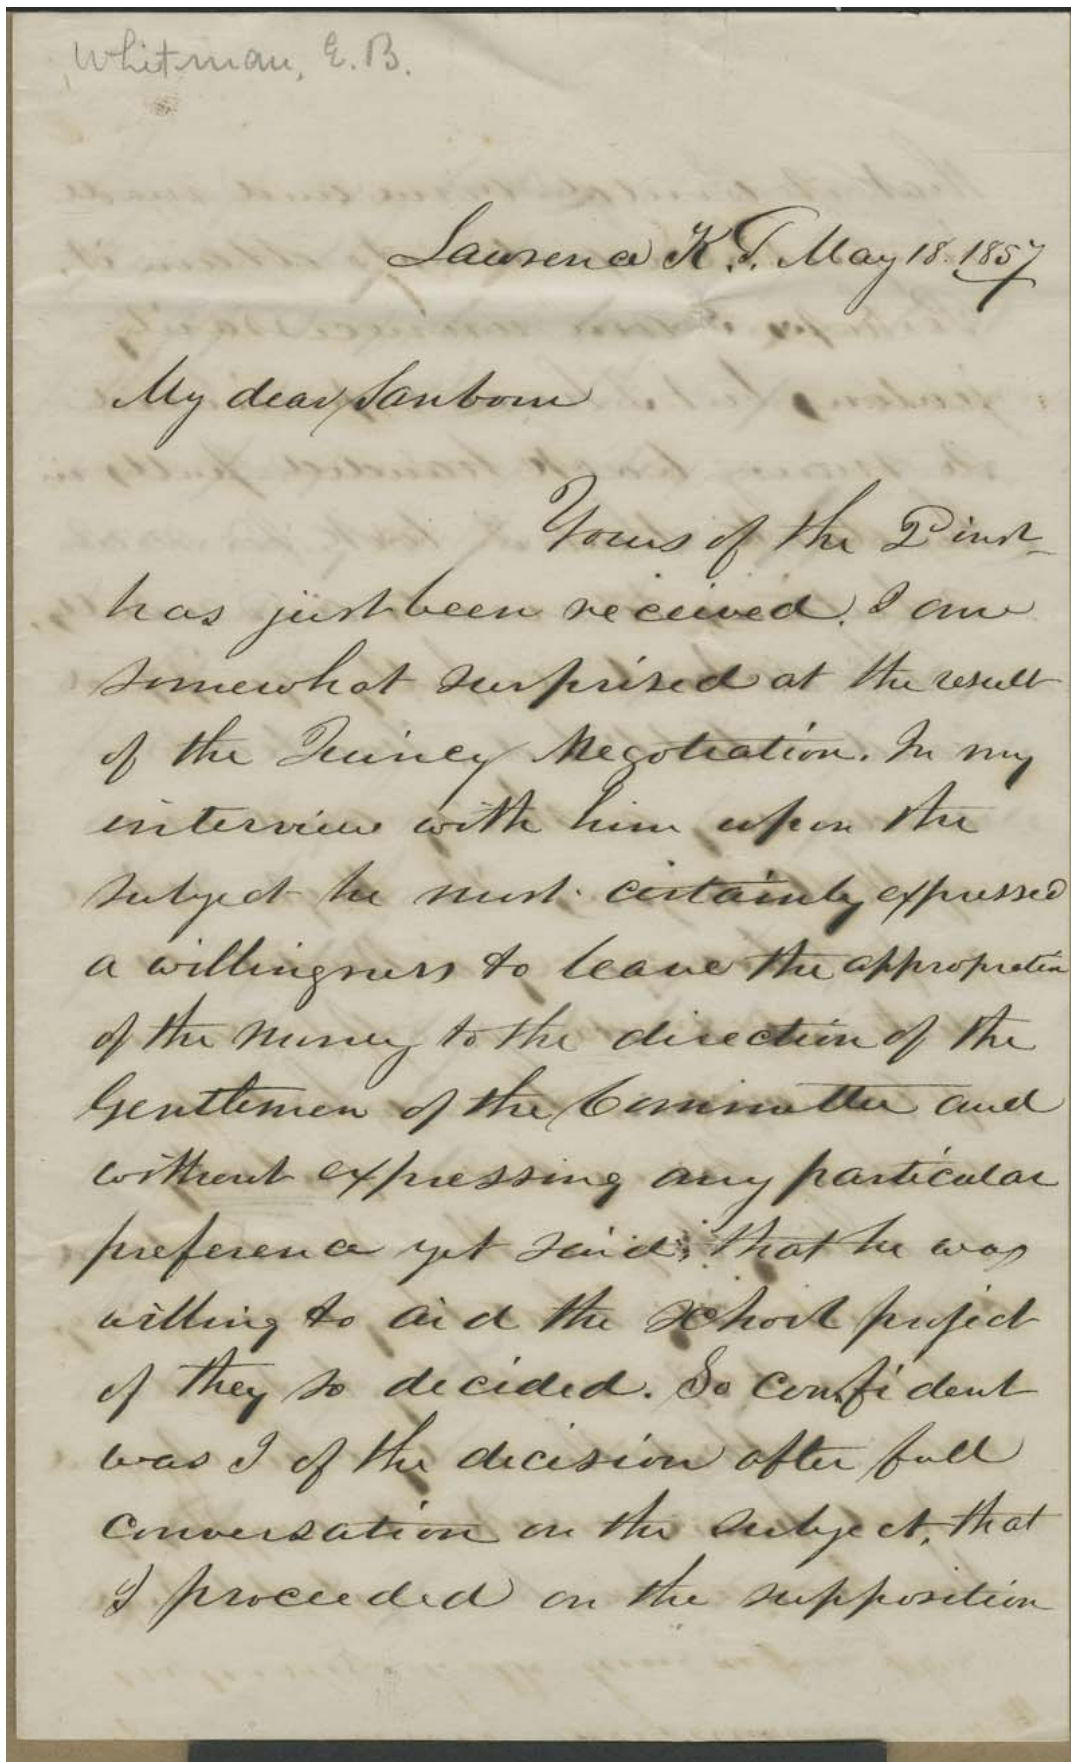 Whitman, E. B.
Lawrence K.T. May 18. 1857
My dear Sanborn
Yours of the 2d inst
has just been received. I am
somewhat surprised at the result
of the Quincy Negotiation. In my
interview with him upon the
subject he most certainly expressed
a willingness to leave the appropriation
of the money to the direction of the
Gentlemen of the Committee and
without expressing any particular
preference yet said, that he was
willing to aid the school project
if they so decided. So confident
was I of the decision after full
conversation on the subject, that
I proceeded on the supposition